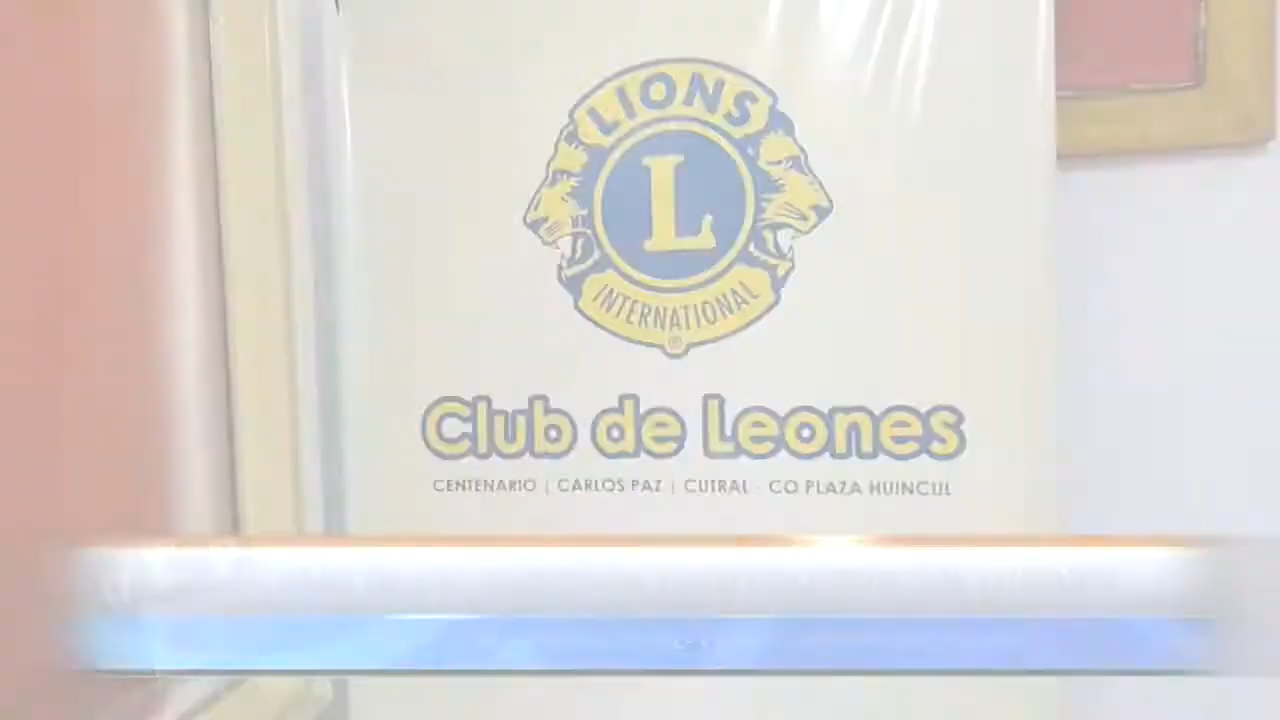 LIONS
L
INTERNATIONAL
®
Club de Leones
CENTENARIO | CARLOS PAZ | CUTRAL - CO PLAZA HUINCUL